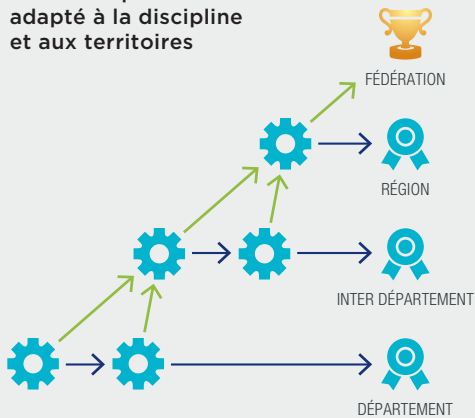 adapté à la discipline
et aux territoires
FÉDÉRATION
RÉGION
INTER DÉPARTEMENT
DÉPARTEMENT